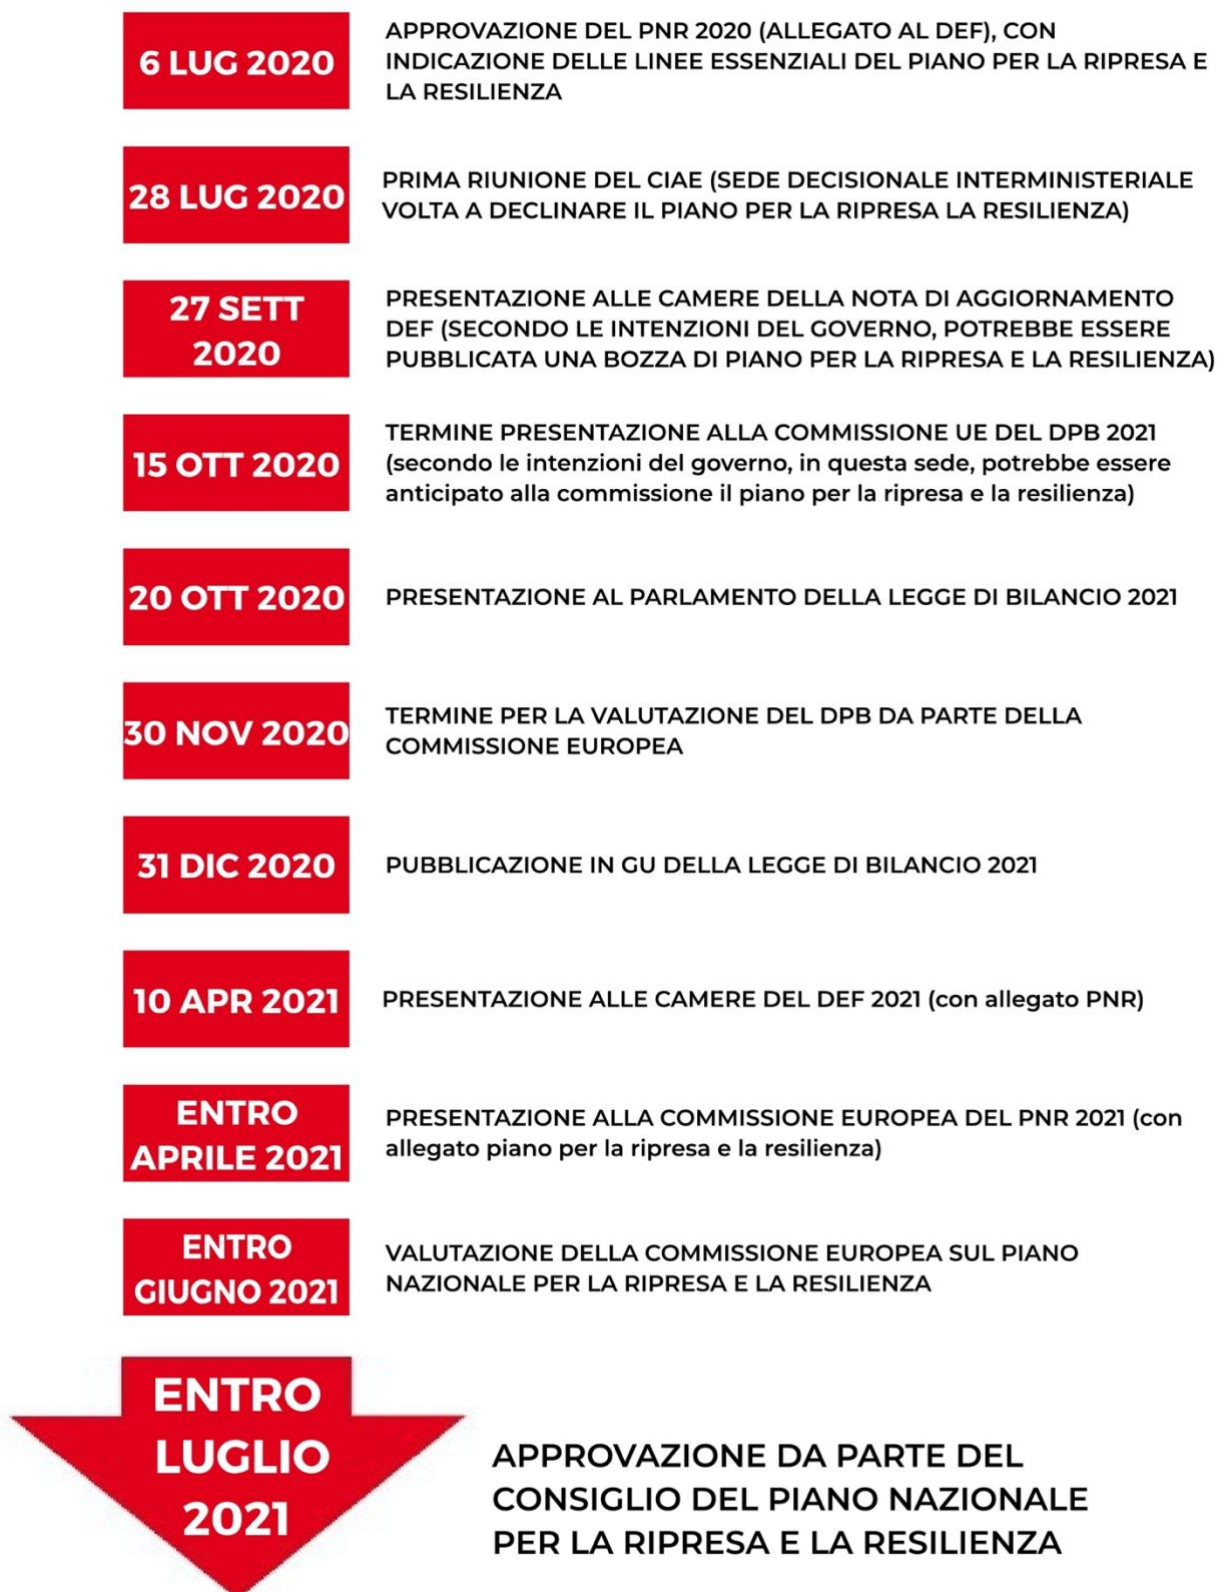 6 LUG 2020
APPROVAZIONE DEL PNR 2020 (ALLEGATO AL DEF), CON
INDICAZIONE DELLE LINEE ESSENZIALI DEL PIANO PER LA RIPRESA E
LA RESILIENZA
28 LUG 2020
PRIMA RIUNIONE DEL CIAE (SEDE DECISIONALE INTERMINISTERIALE
VOLTA A DECLINARE IL PIANO PER LA RIPRESA LA RESILIENZA)
27 SETT
2020
PRESENTAZIONE ALLE CAMERE DELLA NOTA DI AGGIORNAMENTO
DEF (SECONDO LE INTENZIONI DEL GOVERNO, POTREBBE ESSERE
PUBBLICATA UNA BOZZA DI PIANO PER LA RIPRESA E LA RESILIENZA)
15 OTT 2020
TERMINE PRESENTAZIONE ALLA COMMISSIONE UE DEL DPB 2021
(secondo le intenzioni del governo, in questa sede, potrebbe essere
anticipato alla commissione il piano per la ripresa e la resilienza)
20 OTT 2020
PRESENTAZIONE AL PARLAMENTO DELLA LEGGE DI BILANCIO 2021
30 NOV 2020
TERMINE PER LA VALUTAZIONE DEL DPB DA PARTE DELLA
COMMISSIONE EUROPEA
31 DIC 2020
PUBBLICAZIONE IN GU DELLA LEGGE DI BILANCIO 2021
10 APR 2021
PRESENTAZIONE ALLE CAMERE DEL DEF 2021 (con allegato PNR)
ENTRO
APRILE 2021
PRESENTAZIONE ALLA COMMISSIONE EUROPEA DEL PNR 2021 (con
allegato piano per la ripresa e la resilienza)
ENTRO
GIUGNO 2021
VALUTAZIONE DELLA COMMISSIONE EUROPEA SUL PIANO
NAZIONALE PER LA RIPRESA E LA RESILIENZA
ENTRO
LUGLIO
2021
APPROVAZIONE DA PARTE DEL
CONSIGLIO DEL PIANO NAZIONALE
PER LA RIPRESA E LA RESILIENZA